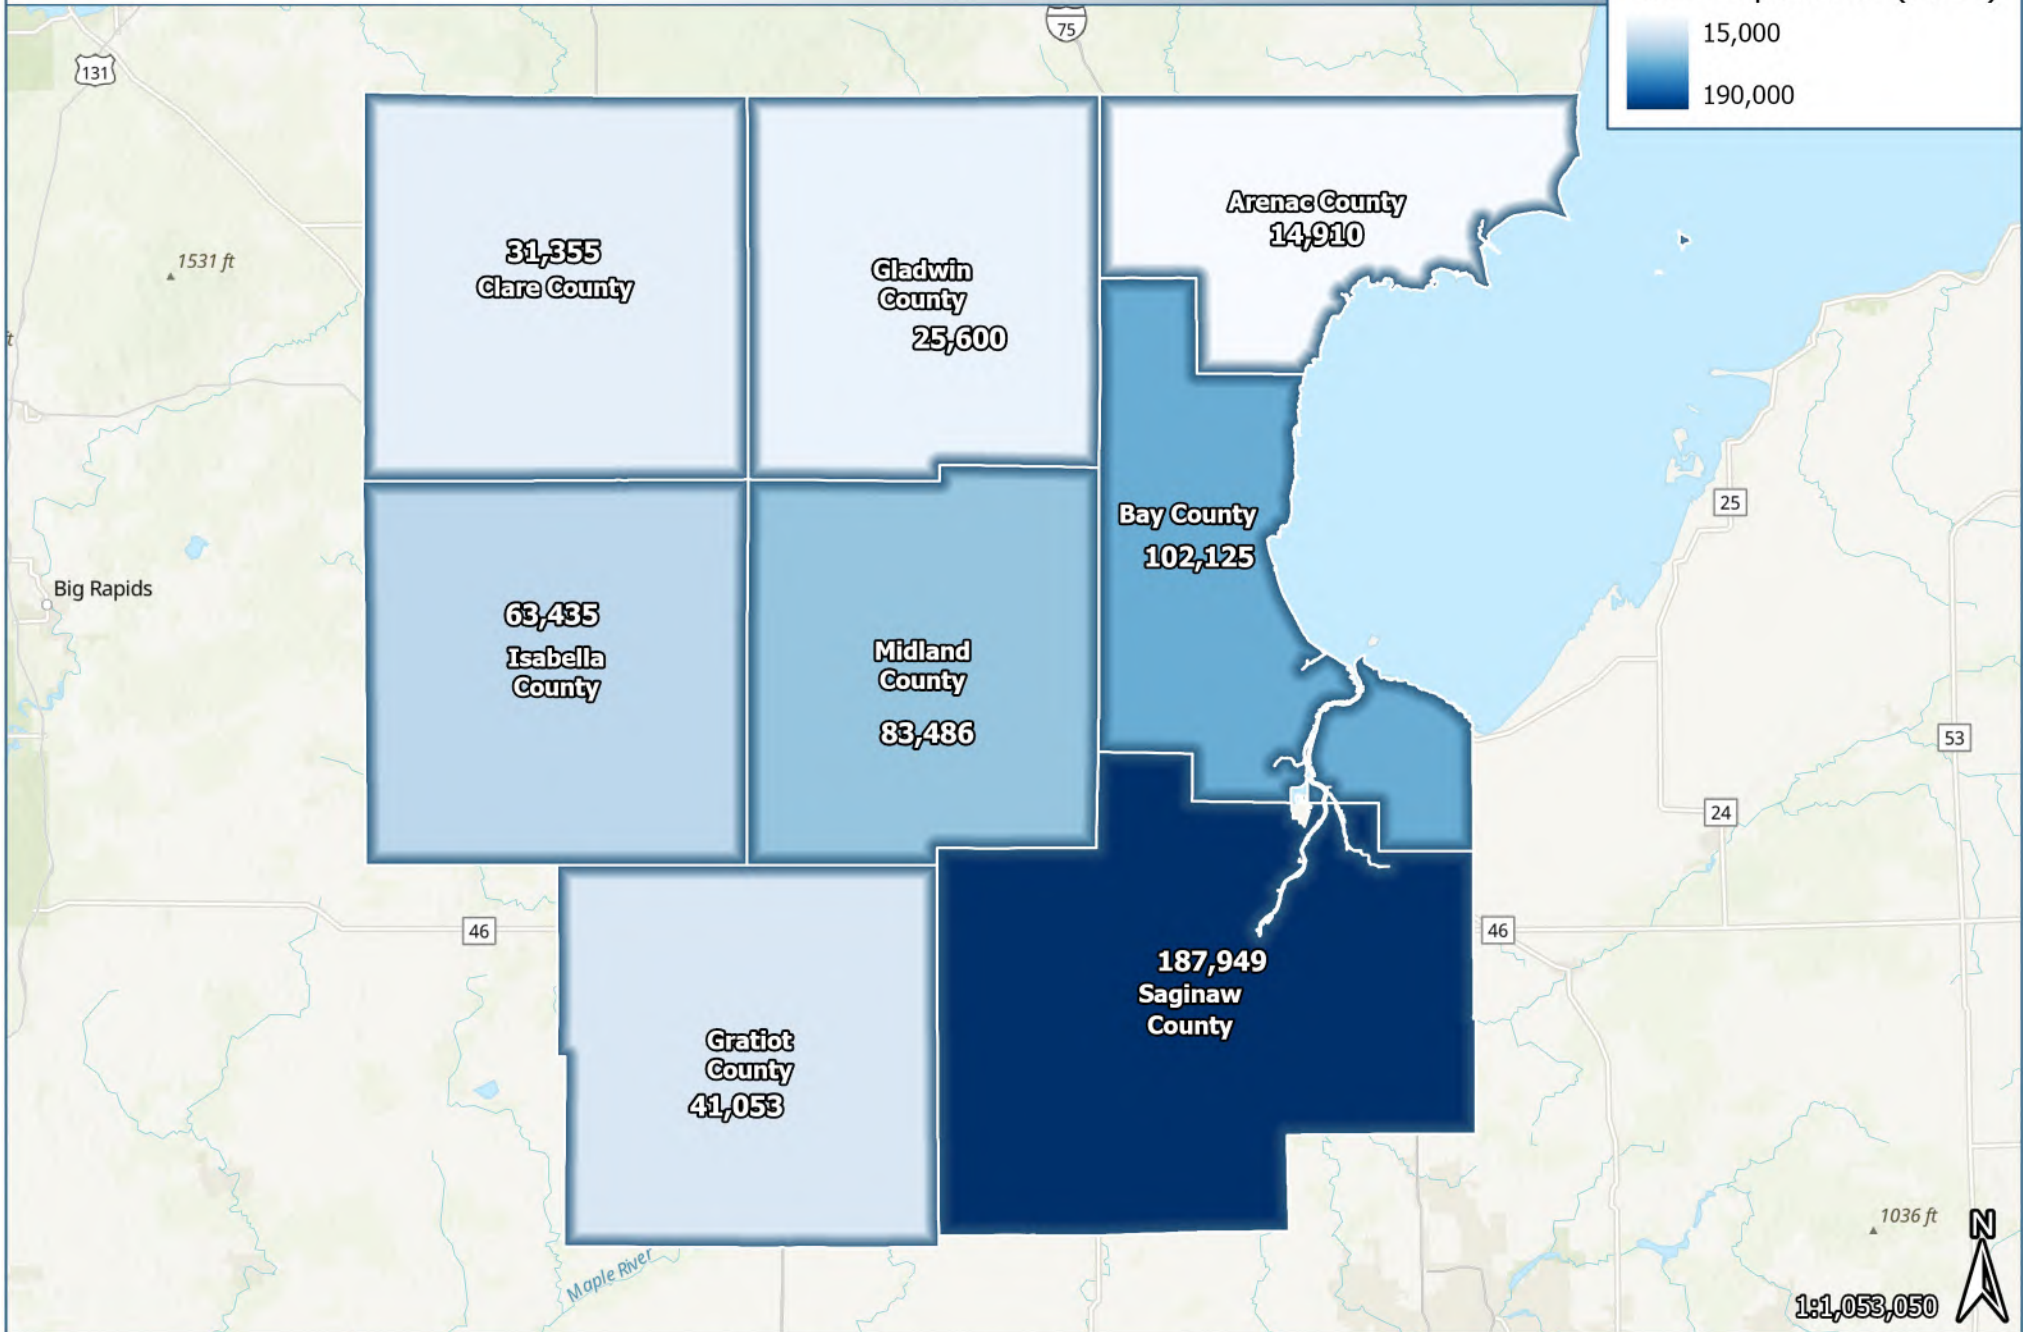 75
15,000
131
190,000
Arenac County
14,910
31,355
Clare County
1531 ft
Gladwin
County
25,600
25
Bay County
102,125
Big Rapids
63,435
Isabella
County
Midland
County
83,486
53
24
46
46
187,949
Saginaw
County
Gratiot
County
41,053
1036 ft
N
Maple River
1:1,053,050